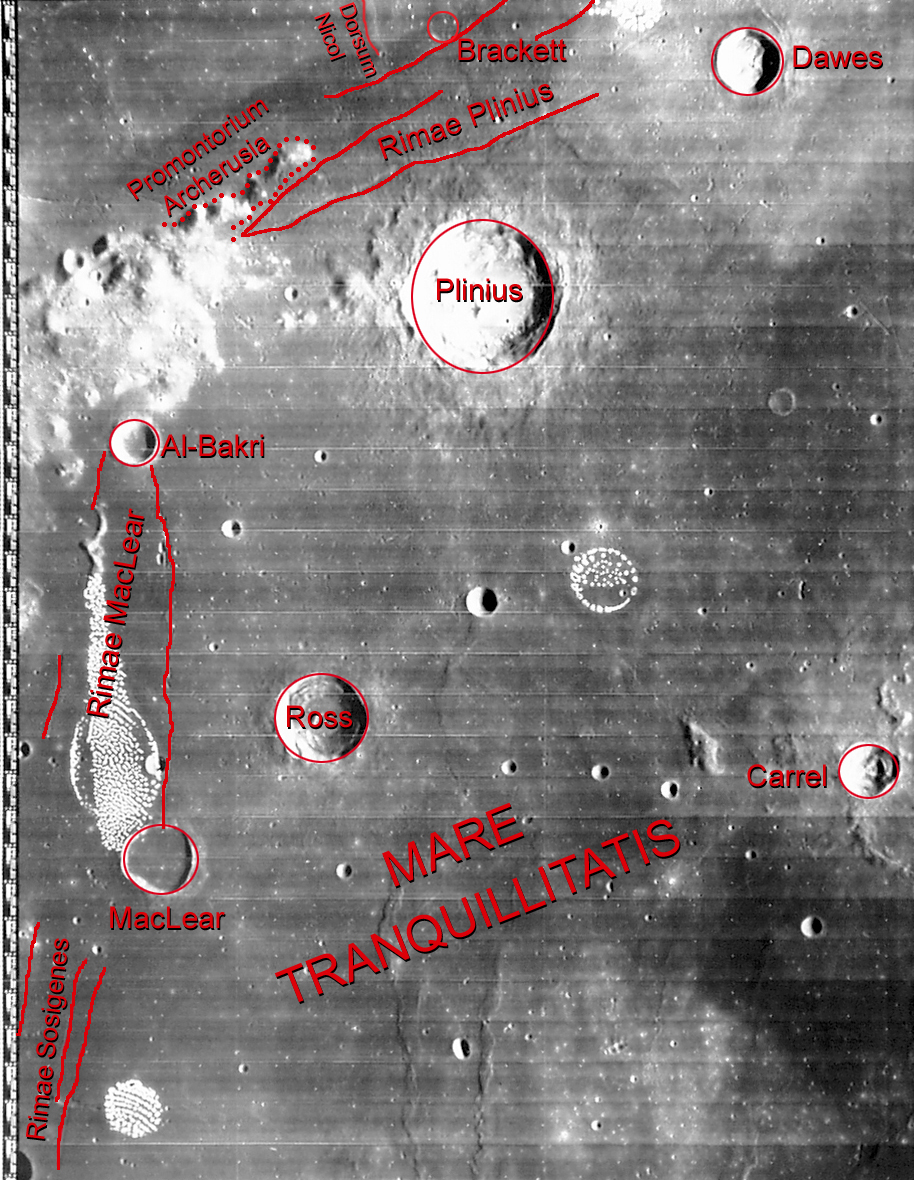 Dorsum
Nicol
Brackett
Dawes
Promontorium
Archerusia
Rimae Plinius
Plinius
Al-Bakri
Rimae MacLear
Ross
Carrel
MARE
TRANQUILLITATIS
MacLear
Rimae Sosigenes